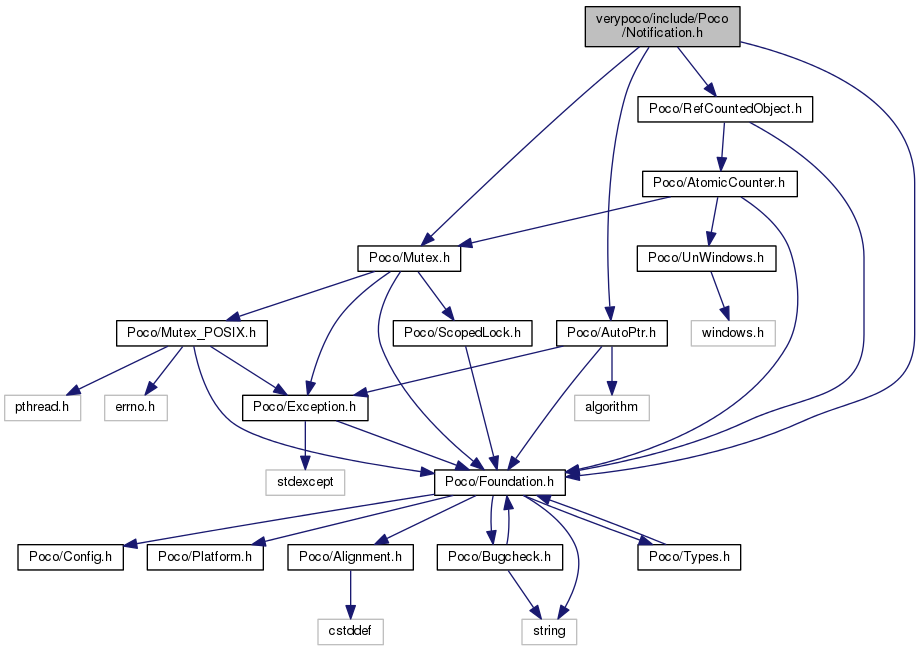 verypoco/include/Poco
/Notification.h
Poco/RefCountedObject.h
Poco/AtomicCounter.h
Poco/Mutex.h
Poco/UnWindows.h
Poco/Mutex_POSIX.h
Poco/ScopedLock.h
Poco/AutoPtr.h
windows.h
pthread.h
errno.h
Poco/Exception.h
algorithm
stdexcept
Poco/Foundation.h
Poco/Config.h
Poco/Platform.h
Poco/Alignment.h
Poco/Bugcheck.h
Poco/Types.h
cstddef
string